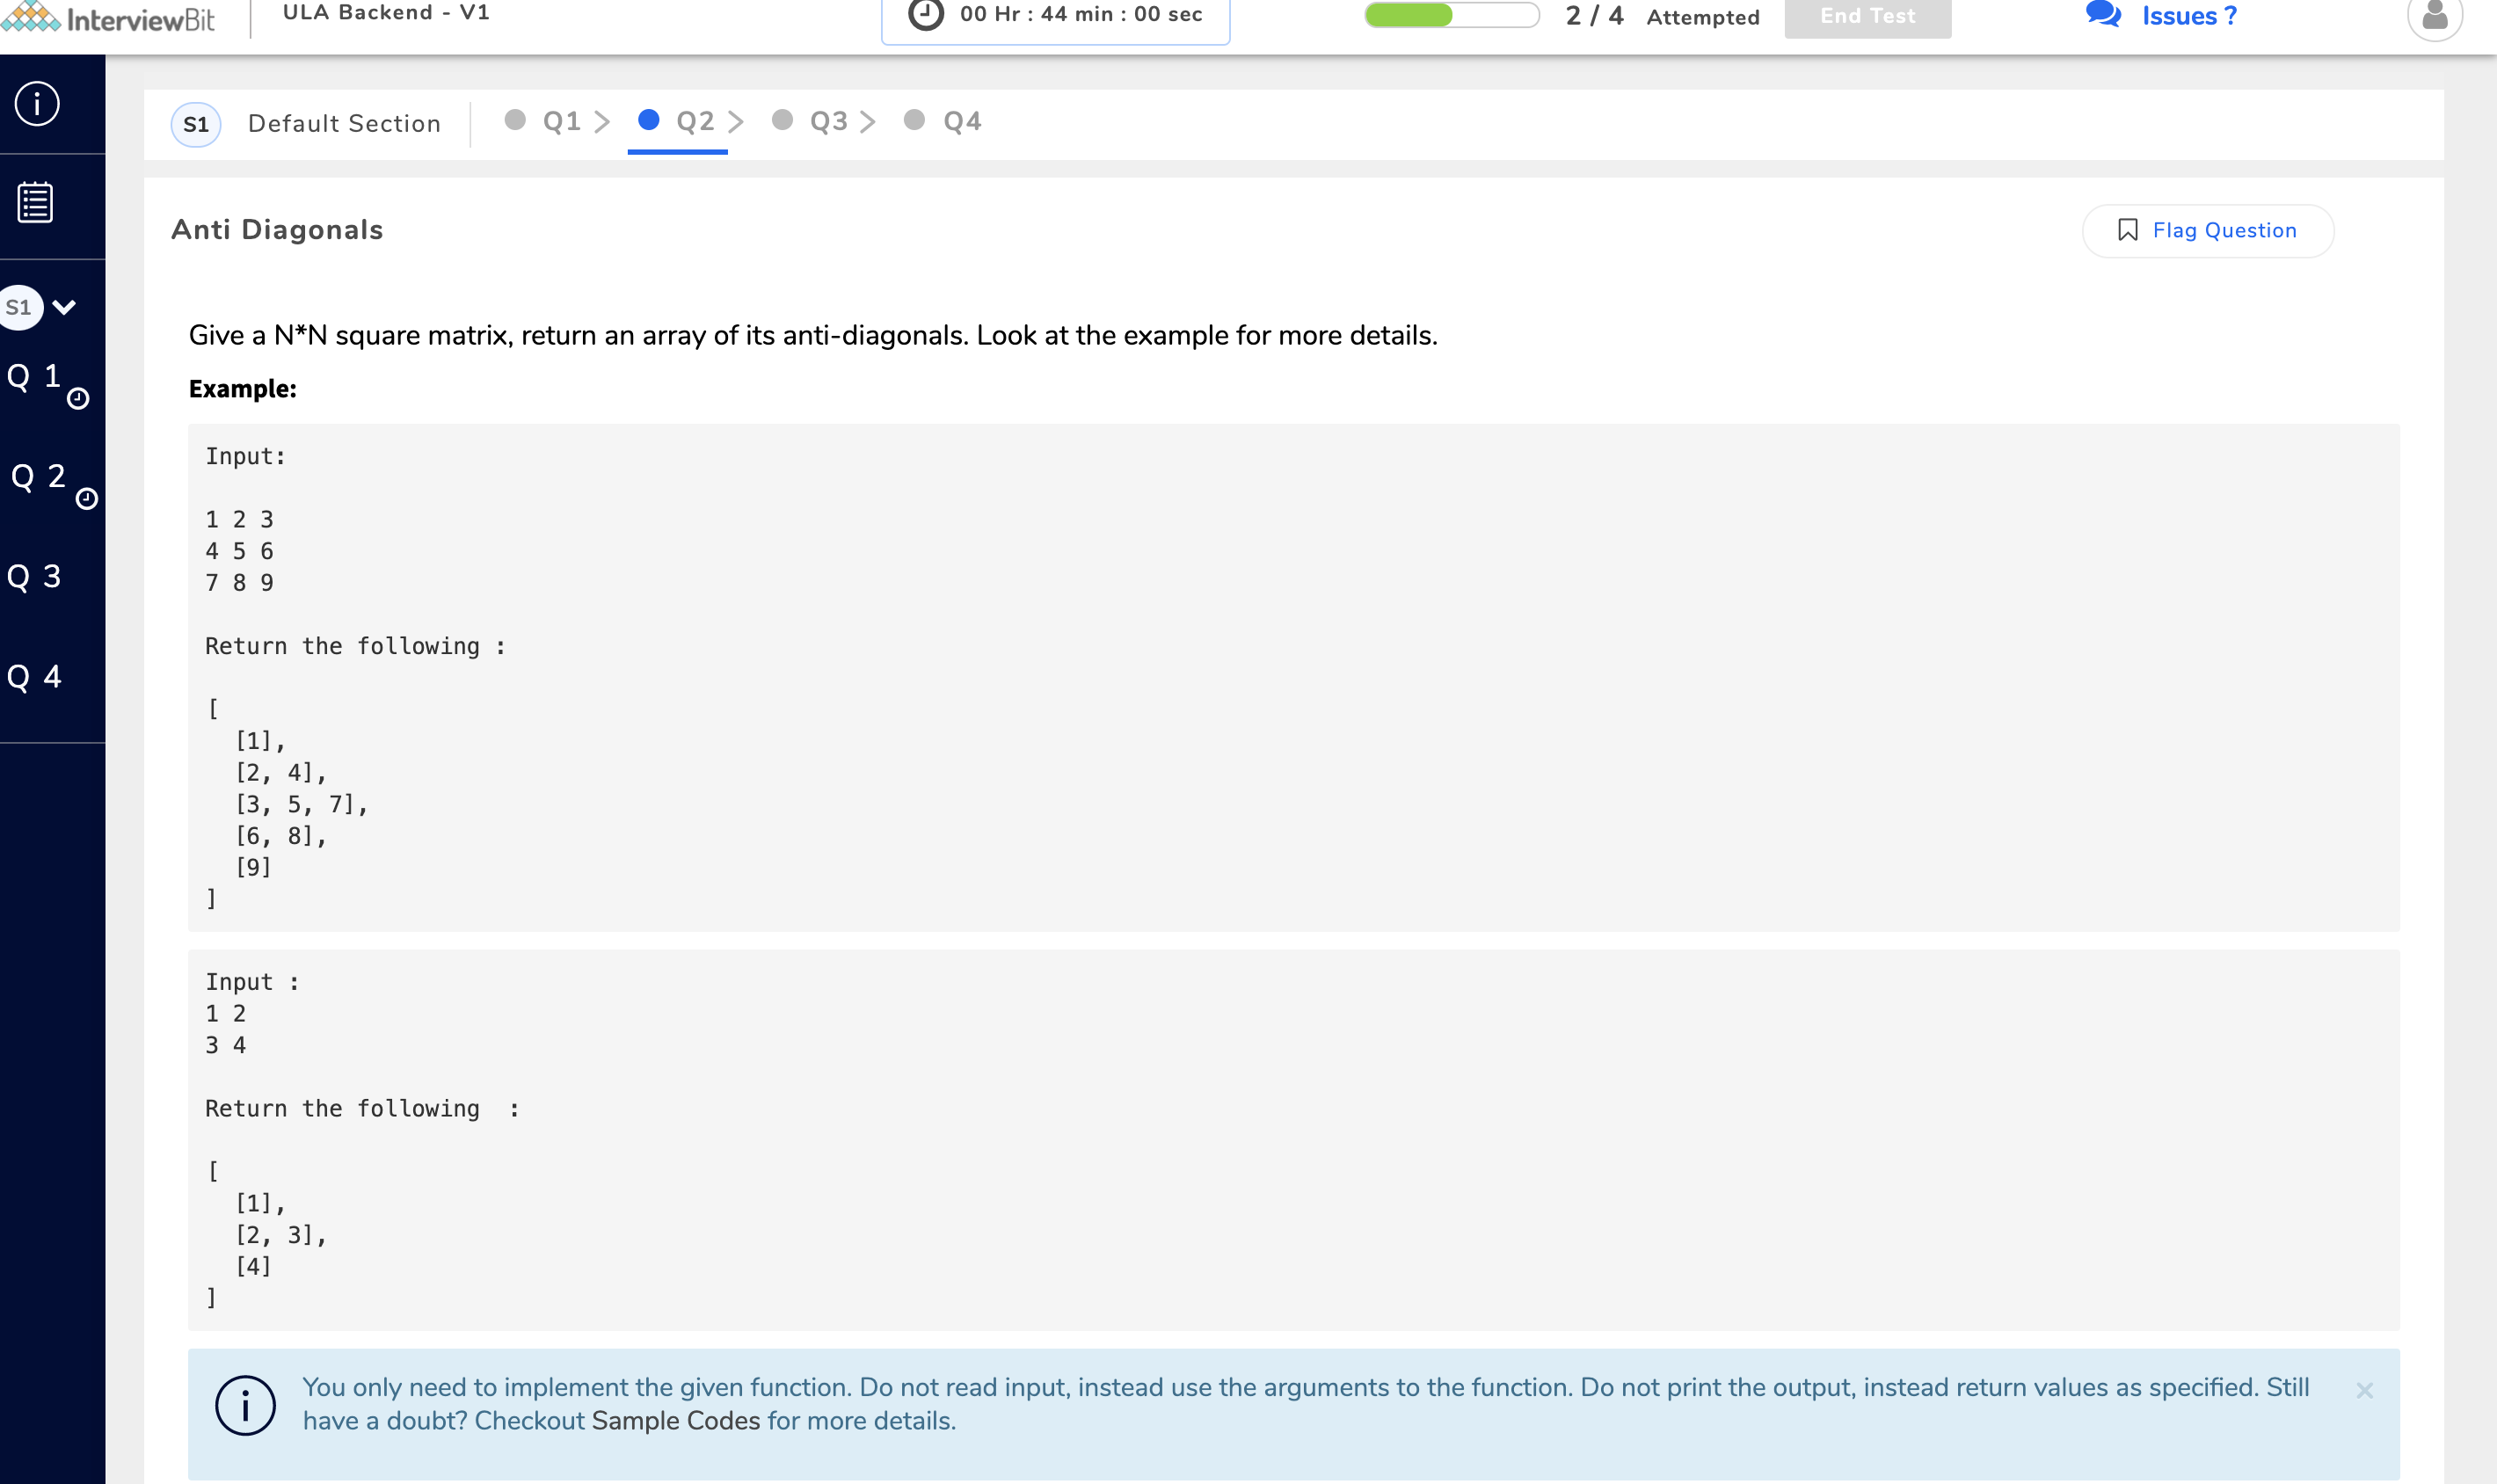 InterviewBit
ULA Backend - V1
00 Hr : 44 min : 00 sec
2 / 4 Attempted
End Test
Issues ?
S1 Default Section
Q1 > Q2 > Q3 > Q4
S1
Q 1
Q 2
Q 3
Q 4
Anti Diagonals
Flag Question
Give a N*N square matrix, return an array of its anti-diagonals. Look at the example for more details.
Example:
Input:
1 2 3
4 5 6
7 8 9
Return the following :
[
[1],
[2, 4],
[3, 5, 7],
[6, 8],
[9]
]
Input :
1 2
3 4
Return the following  :
[
[1],
[2, 3],
[4]
]
You only need to implement the given function. Do not read input, instead use the arguments to the function. Do not print the output, instead return values as specified. Still
have a doubt? Checkout Sample Codes for more details.